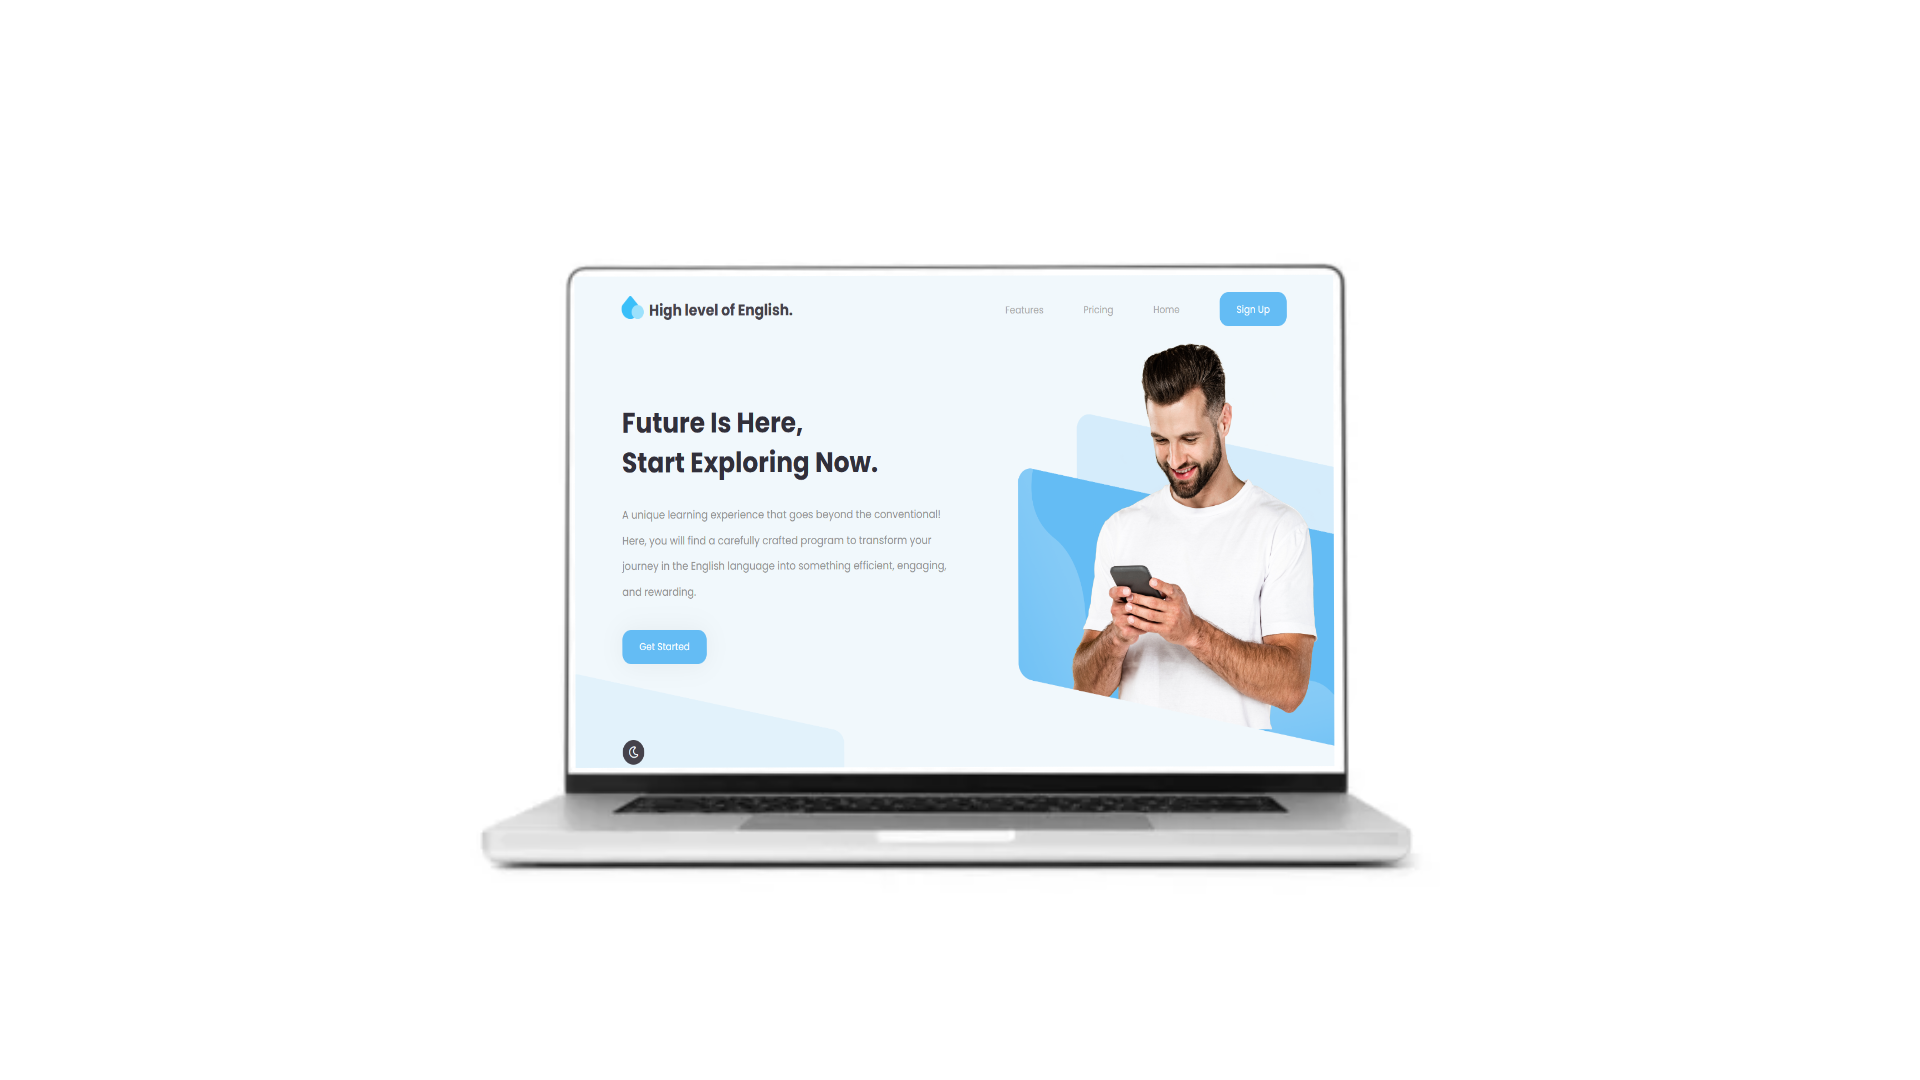 High level of English.
Features
Pricing
Home
Sign Up
Future Is Here,
Start Exploring Now.
A unique learning experience that goes beyond the conventional!
Here, you will find a carefully crafted program to transform your
journey in the English language into something efficient, engaging,
and rewarding.
Get Started